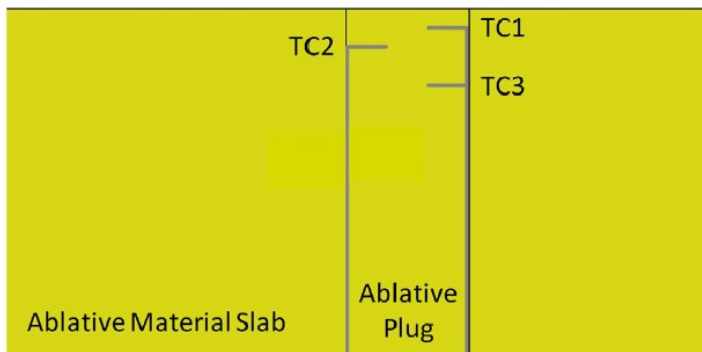 TC1
TC2
TC3
Ablative Material Slab
Ablative
Plug